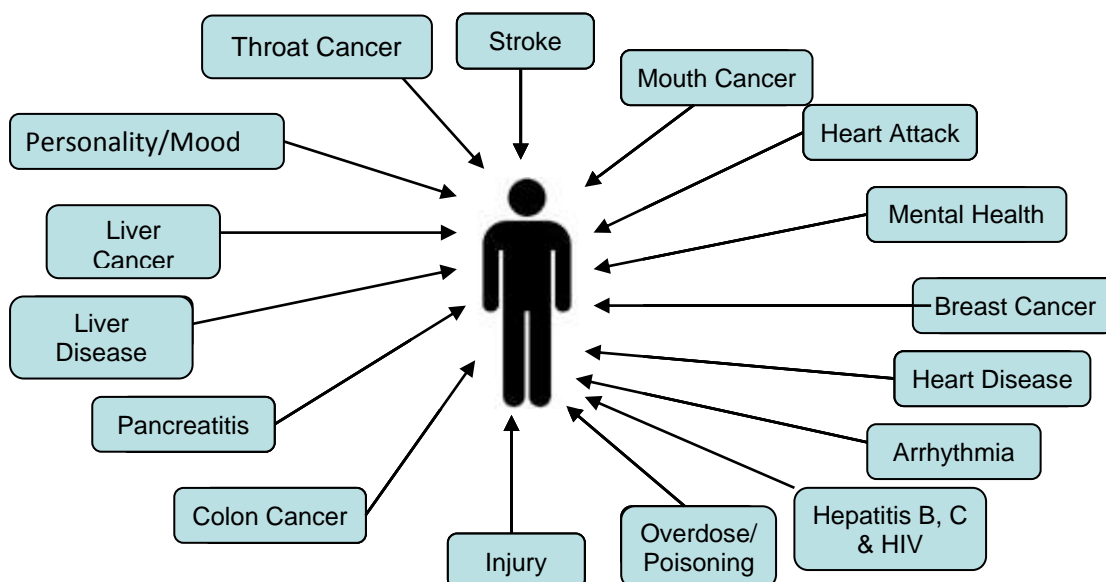 Throat Cancer
Stroke
Mouth Cancer
Heart Attack
Personality/Mood
Mental Health
Liver
Cancer
Breast Cancer
Liver
Disease
Heart Disease
Pancreatitis
Arrhythmia
Colon Cancer
Hepatitis B, C
& HIV
Overdose/
Poisoning
Injury